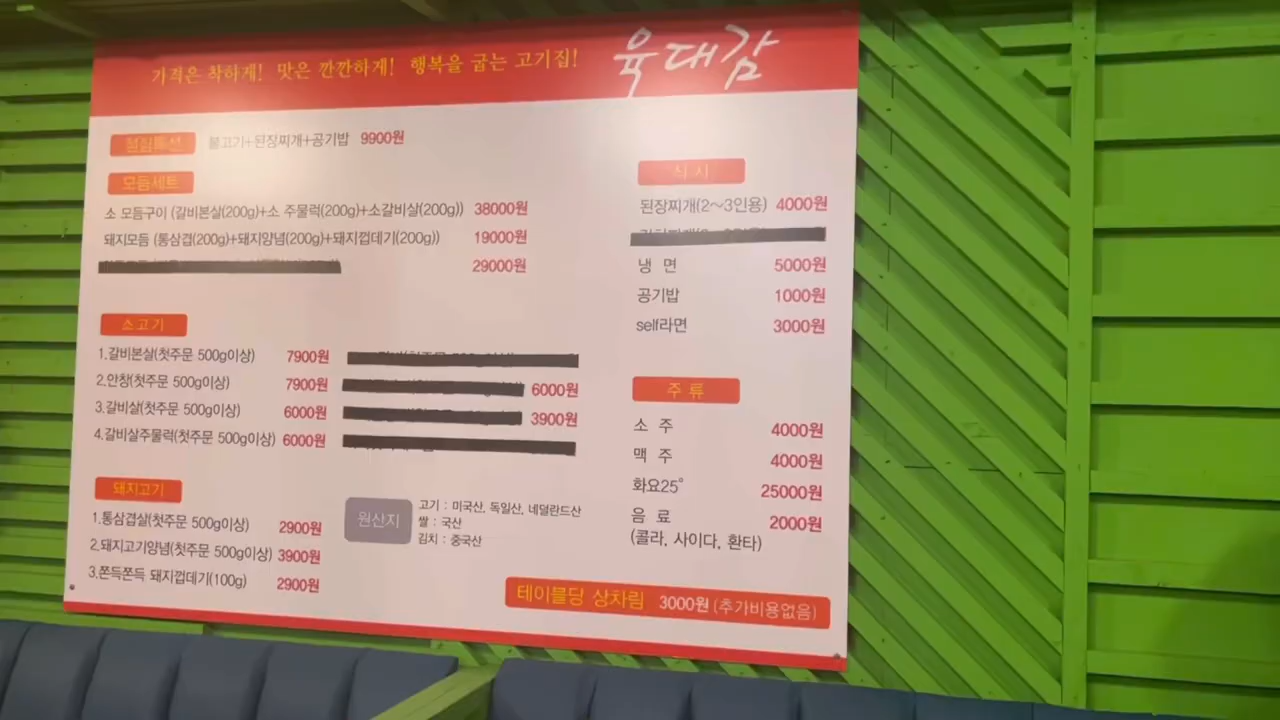 가격은 착하게! 맛은 깐깐하게! 행복을 굽는 고기집!
육대감
불고기+된장찌개+공기밥 9900원
모듬세트
소 모듬구이 (갈비본살(200g)+소 주물럭(200g)+소갈비살(200g)) 38000원
돼지모듬 (통삼겹(200g)+돼지양념(200g)+돼지껍데기(200g)) 19000원
29000원
소고기
1.갈비본살(첫주문 500g이상) 7900원
2.안창(첫주문 500g이상) 7900원
3.갈비살(첫주문 500g이상) 6000원
4.갈비살주물럭(첫주문 500g이상) 6000원
6000원
3900원
돼지고기
1.통삼겹살(첫주문 500g이상) 2900원
2.돼지고기양념(첫주문 500g이상) 3900원
3.쫀득쫀득 돼지껍데기(100g) 2900원
원산지
고기 : 미국산, 독일산, 네덜란드산
쌀 : 국산
김치 : 중국산
식 사
된장찌개(2~3인용) 4000원
냉 면 5000원
공기밥 1000원
self라면 3000원
주 류
소 주 4000원
맥 주 4000원
화요25° 25000원
음 료 2000원
(콜라, 사이다, 환타)
테이블당 상차림 3000원 (추가비용없음)